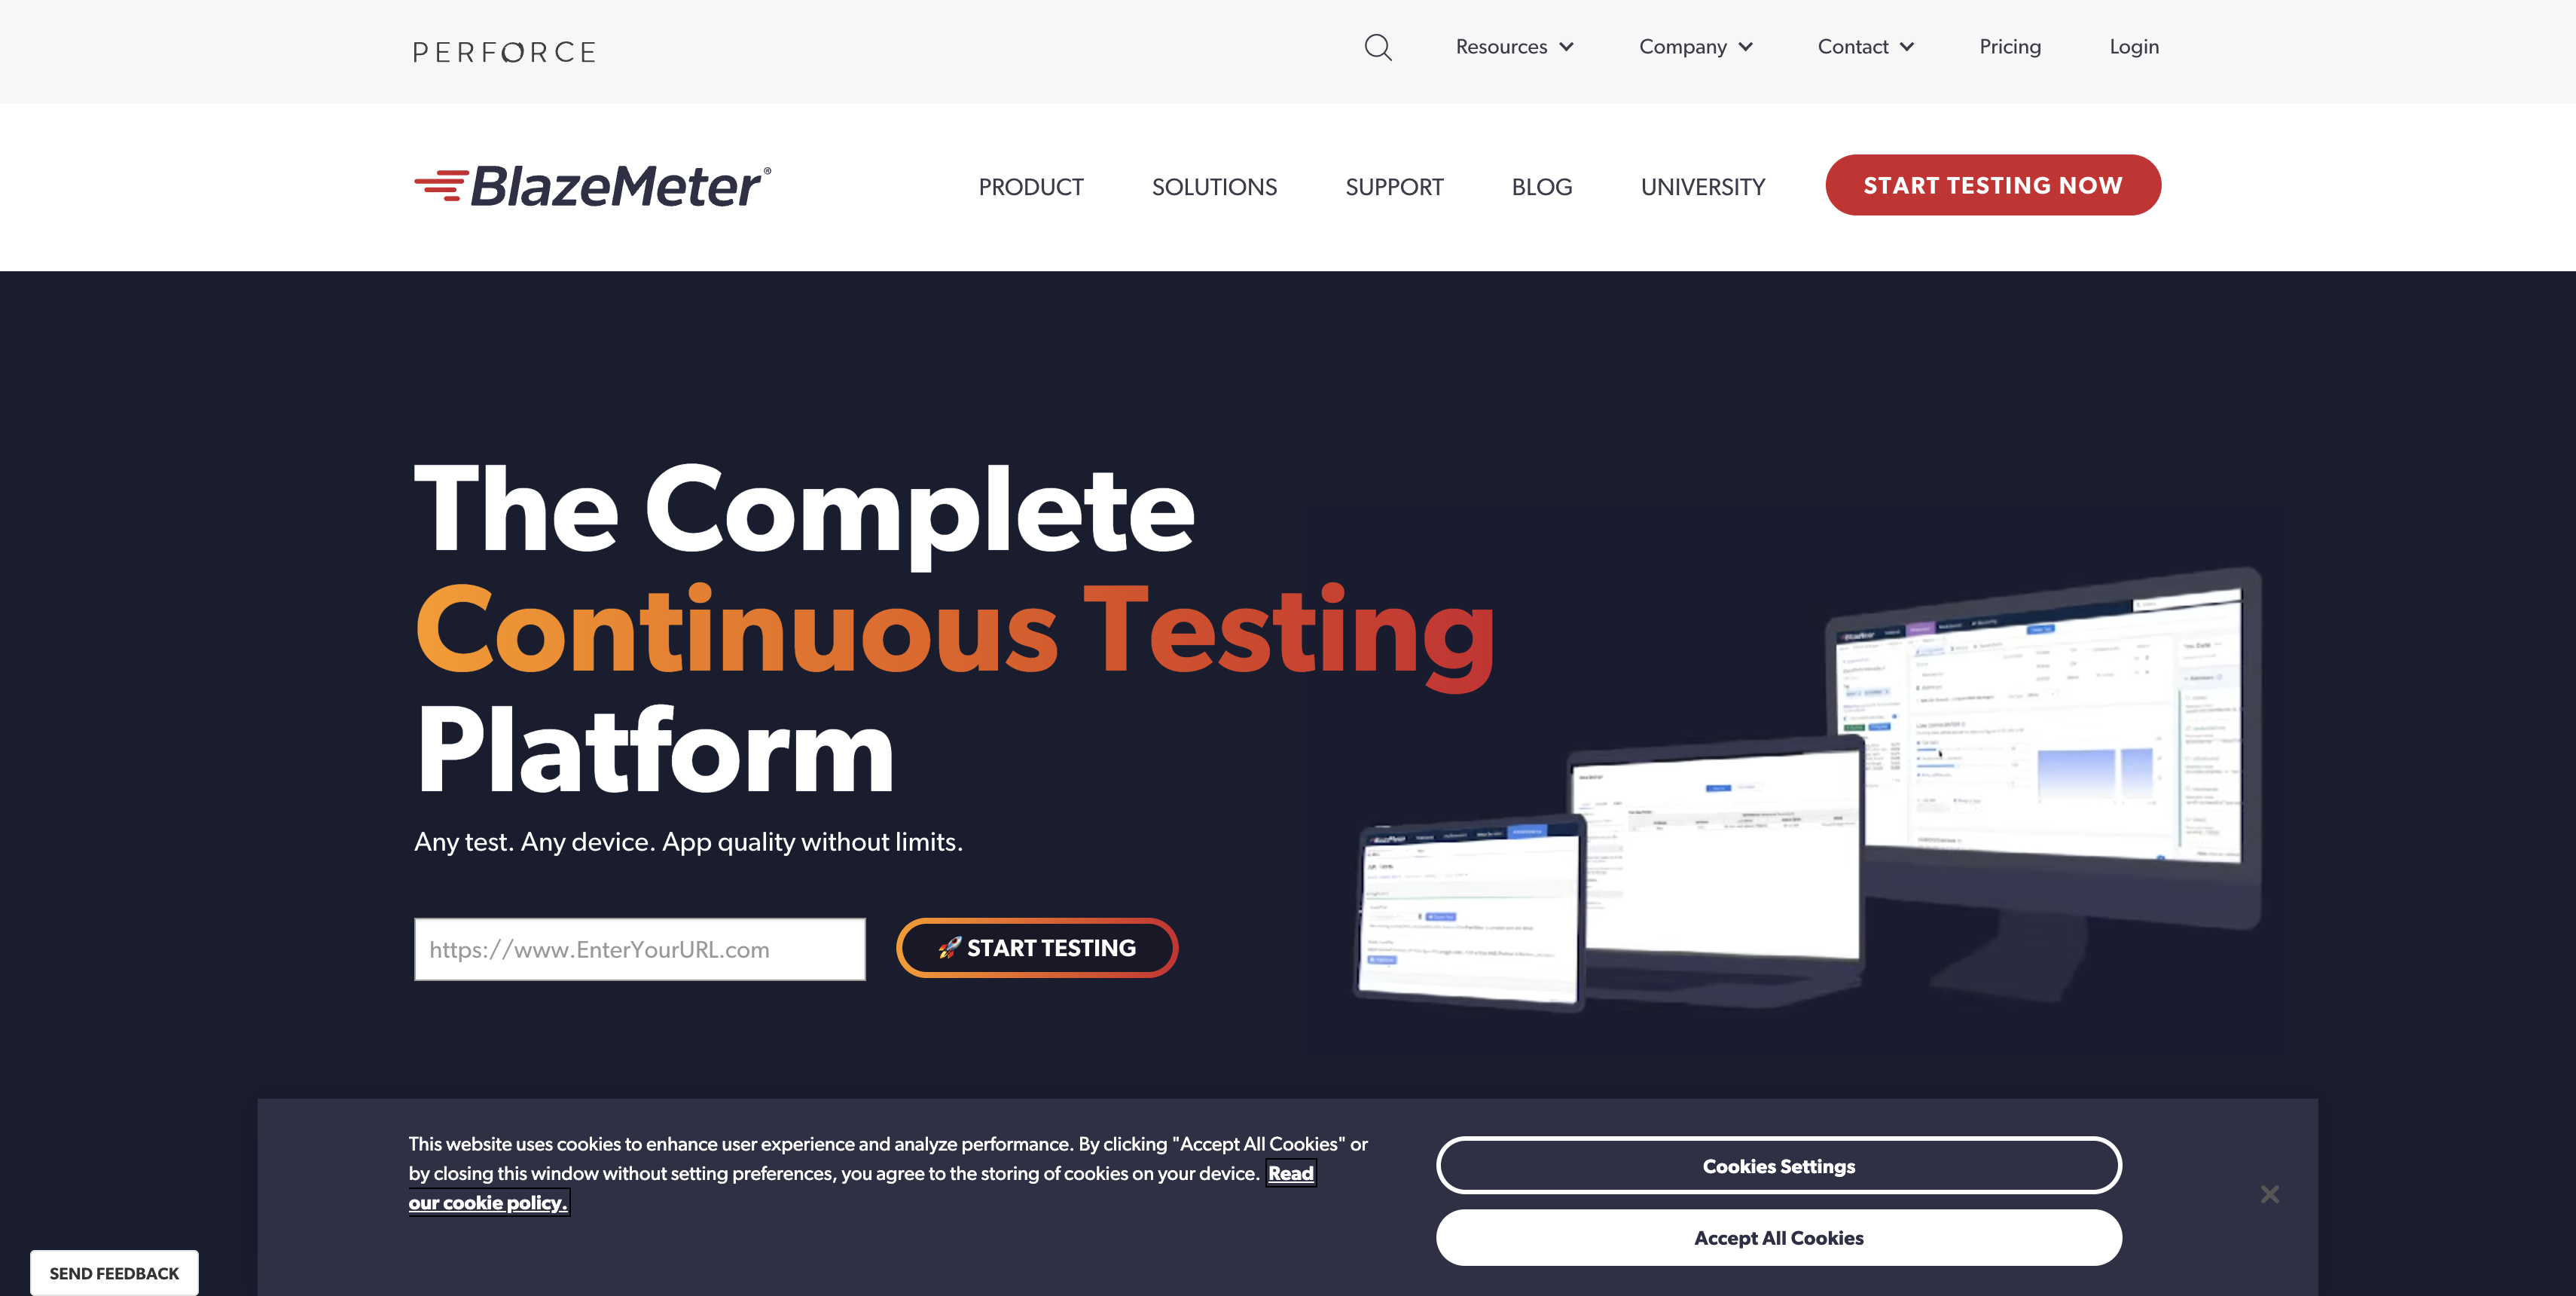 PERFORCE
Resources
Company
Contact
Pricing
Login
BlazeMeter®
PRODUCT
SOLUTIONS
SUPPORT
BLOG
UNIVERSITY
START TESTING NOW
The Complete
Continuous Testing
Platform
Any test. Any device. App quality without limits.
https://www.EnterYourURL.com
🚀 START TESTING
This website uses cookies to enhance user experience and analyze performance. By clicking "Accept All Cookies" or
by closing this window without setting preferences, you agree to the storing of cookies on your device. Read
our cookie policy.
Cookies Settings
Accept All Cookies
SEND FEEDBACK